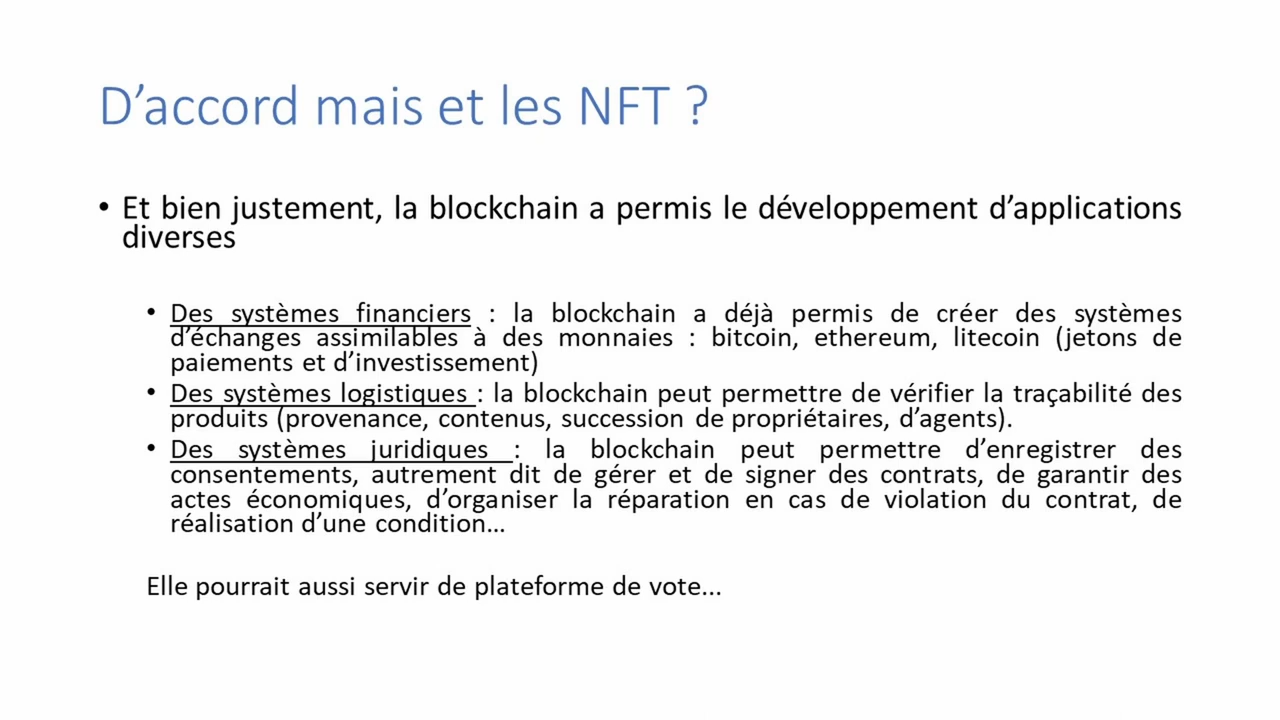 D’accord mais et les NFT ?
• Et bien justement, la blockchain a permis le développement d’applications
diverses
• Des systèmes financiers : la blockchain a déjà permis de créer des systèmes
d’échanges assimilables à des monnaies : bitcoin, ethereum, litecoin (jetons de
paiements et d’investissement)
• Des systèmes logistiques : la blockchain peut permettre de vérifier la traçabilité des
produits (provenance, contenus, succession de propriétaires, d’agents).
• Des systèmes juridiques : la blockchain peut permettre d’enregistrer des
consentements, autrement dit de gérer et de signer des contrats, de garantir des
actes économiques, d’organiser la réparation en cas de violation du contrat, de
réalisation d’une condition…
Elle pourrait aussi servir de plateforme de vote…